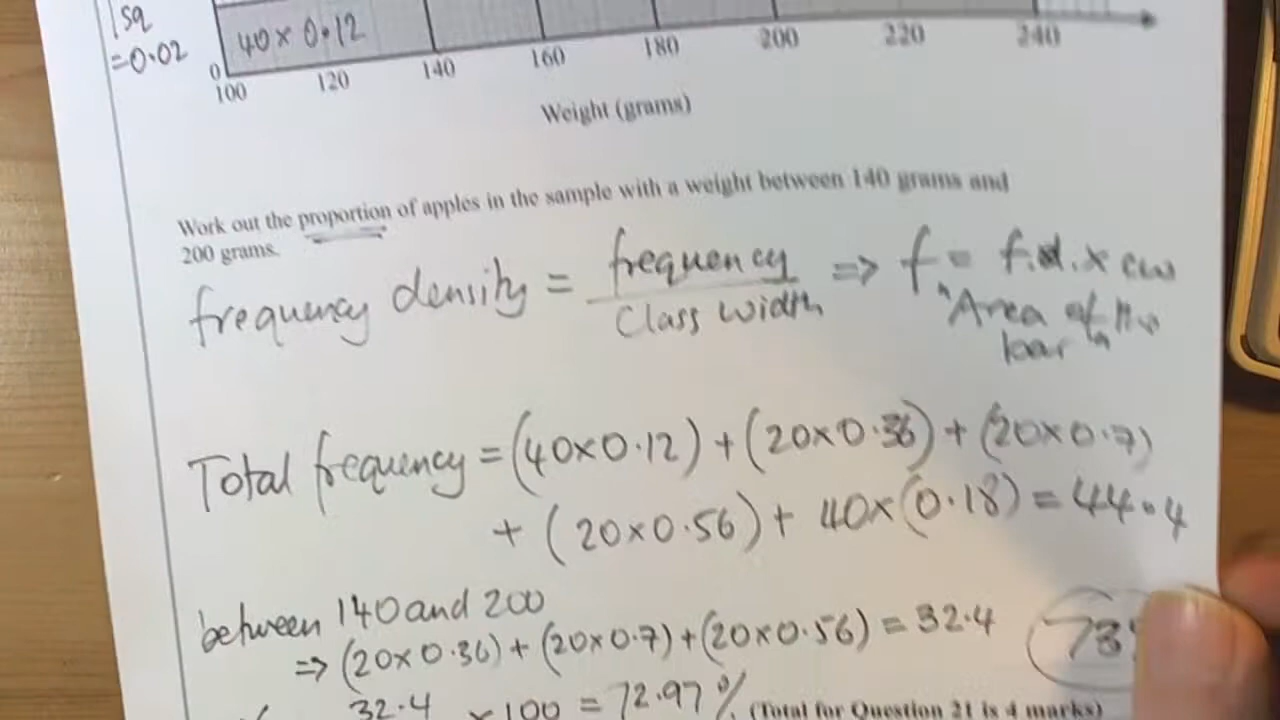 1sq
=0.02
40 × 0.12
0
100 120 140 160 180 200 220 240
Weight (grams)
Work out the proportion of apples in the sample with a weight between 140 grams and
200 grams.
frequency density = frequency / Class width => f = f.d. × cw
"Area of the
bar"
Total frequency = (40×0.12) + (20×0.36) + (20×0.7)
+ (20×0.56) + 40×(0.18) = 44.4
between 140 and 200
=> (20×0.36) + (20×0.7) + (20×0.56) = 32.4
73%
32.4 × 100 = 72.97 %
(Total for Question 21 is 4 marks)